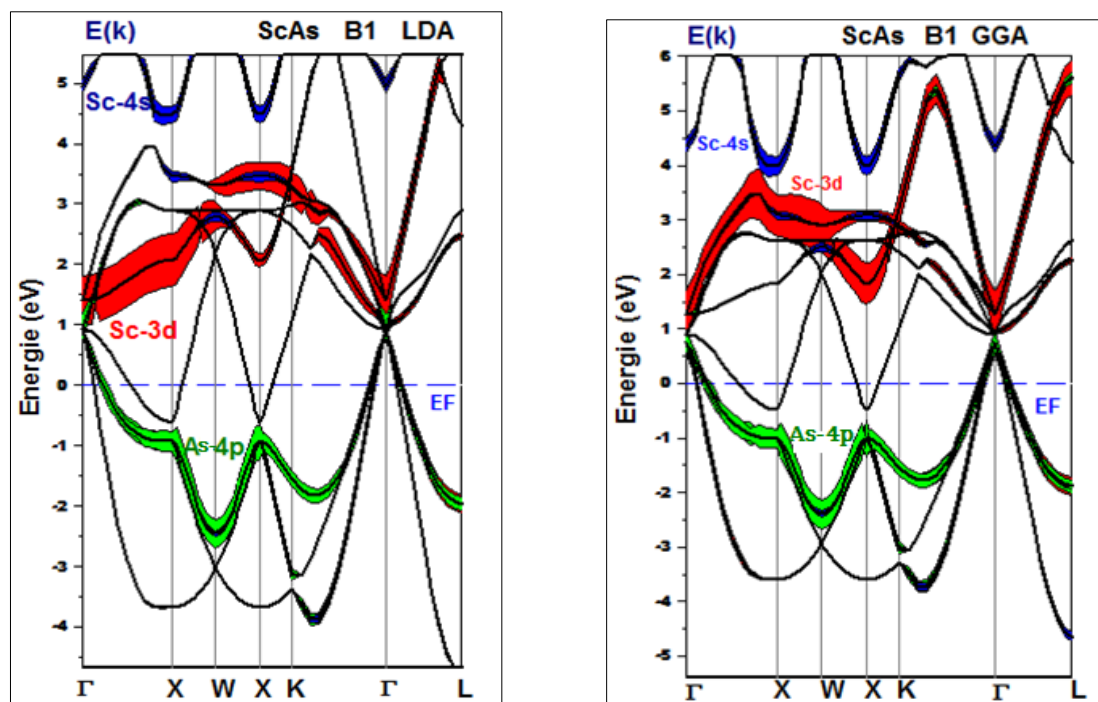 E(k) ScAs B1 LDA
5
Sc-4s
4
3
2
Sc-3d
1
0
EF
-1
As-4p
-2
-3
-4
Energie (eV)
Γ X W X K Γ L
E(k) ScAs B1 GGA
6
5
Sc-4s
4
Sc-3d
3
2
1
0
EF
-1
As-4p
-2
-3
-4
-5
Energie (eV)
Γ X W X K Γ L